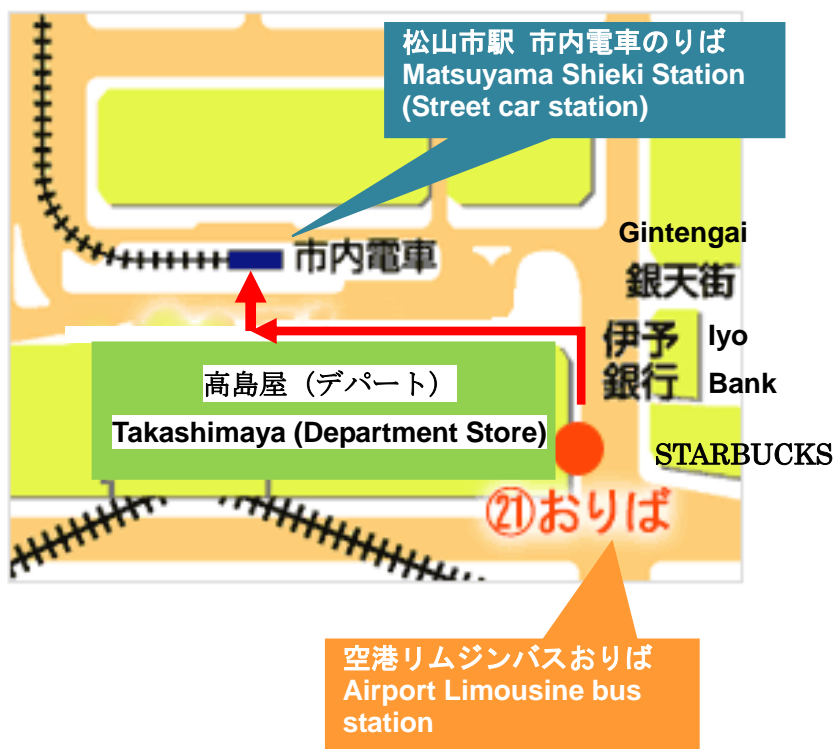 松山市駅 市内電車のりば
Matsuyama Shieki Station
(Street car station)
Gintengai
市内電車
銀天街
伊予
Iyo
銀行
Bank
高島屋（デパート）
Takashimaya (Department Store)
STARBUCKS
㉑おりば
空港リムジンバスおりば
Airport Limousine bus
station